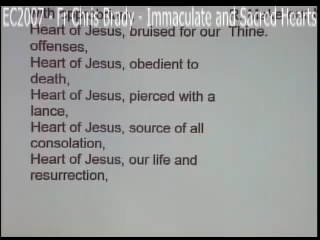 EC2007 - Fr Chris Brady - Immaculate and Sacred Hearts
Heart of Jesus, bruised for our Thine.
offenses,
Heart of Jesus, obedient to
death,
Heart of Jesus, pierced with a
lance,
Heart of Jesus, source of all
consolation,
Heart of Jesus, our life and
resurrection,